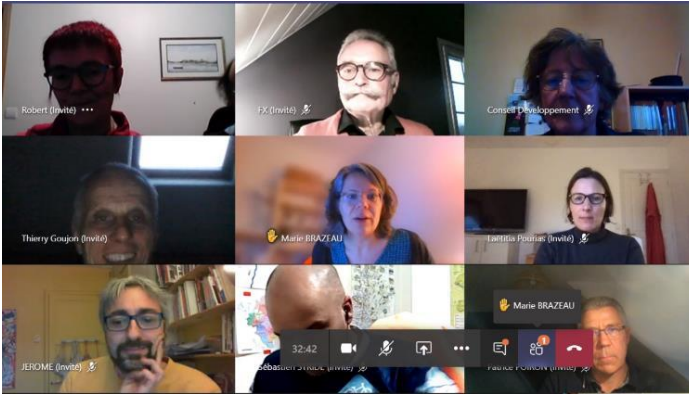 Robert (Invité) •••
FX (Invité)
Conseil Développement
Thierry Goujon (Invité)
Marie BRAZEAU
Laetitia Pounas (Invité)
Marie BRAZEAU
32:42
1
JEROME (Invité)
Sébastien STRIDE (Invité)
Patrice POIRON (Invité)